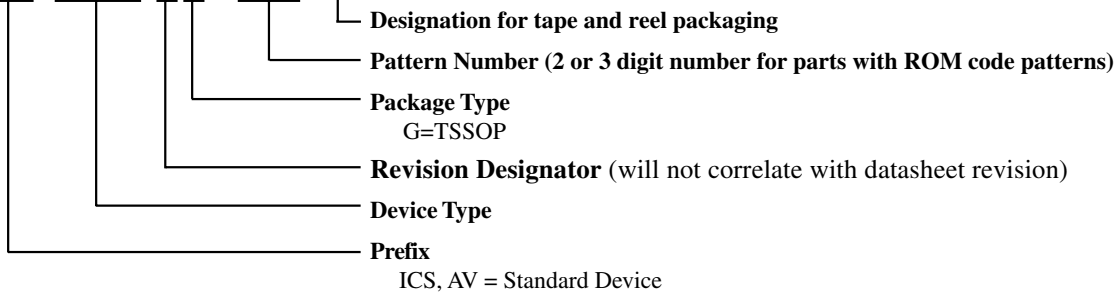 Designation for tape and reel packaging
Pattern Number (2 or 3 digit number for parts with ROM code patterns)
Package Type
G=TSSOP
Revision Designator (will not correlate with datasheet revision)
Device Type
Prefix
ICS, AV = Standard Device